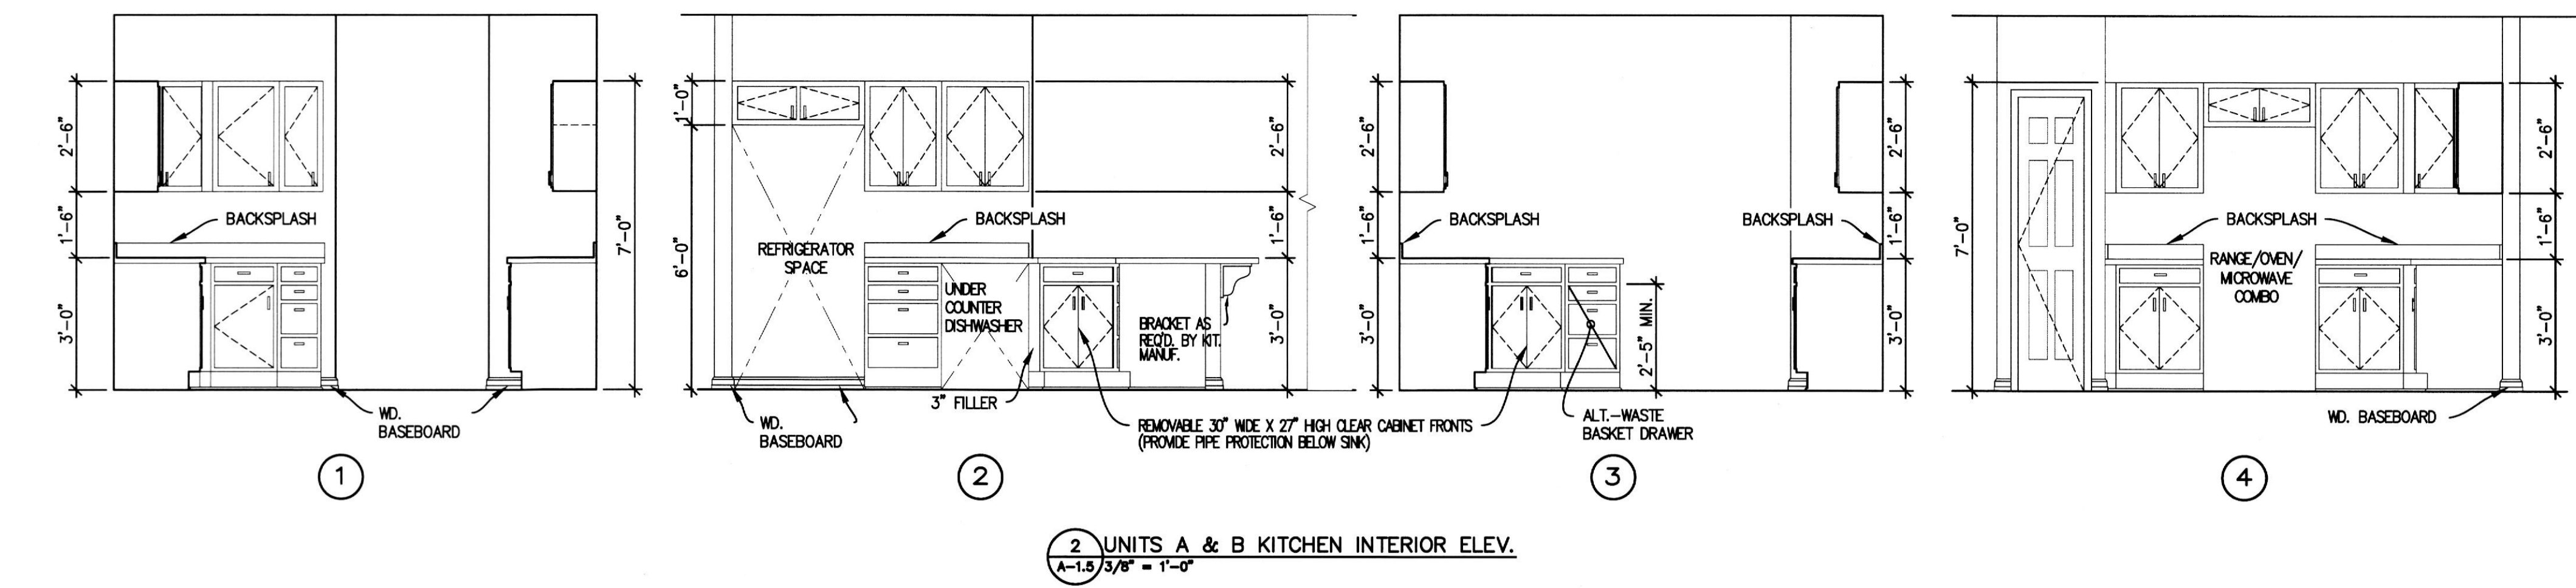 2'-6"
1'-6"
3'-0"
BACKSPLASH
7'-0"
WD.
BASEBOARD
1
1'-0"
6'-0"
REFRIGERATOR
SPACE
BACKSPLASH
UNDER
COUNTER
DISHWASHER
BRACKET AS
REQ'D. BY KIT.
MANUF.
2'-6"
1'-6"
3'-0"
3" FILLER
WD.
BASEBOARD
REMOVABLE 30" WIDE X 27" HIGH CLEAR CABINET FRONTS
(PROVIDE PIPE PROTECTION BELOW SINK)
2
2'-6"
1'-6"
3'-0"
BACKSPLASH
BACKSPLASH
2'-5" MIN.
2'-6"
1'-6"
3'-0"
ALT.-WASTE
BASKET DRAWER
3
7'-0"
BACKSPLASH
RANGE/OVEN/
MICROWAVE
COMBO
2'-6"
1'-6"
3'-0"
WD. BASEBOARD
4
2 UNITS A & B KITCHEN INTERIOR ELEV.
A-1.5 3/8" = 1'-0"